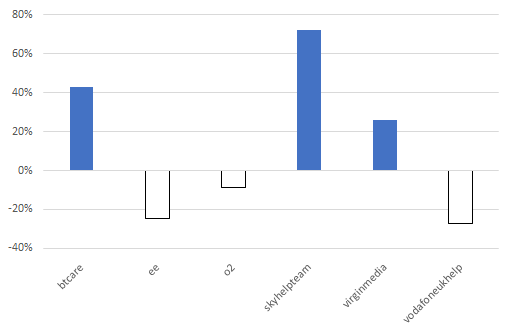 80%
60%
40%
20%
0%
-20%
-40%
btcare
ee
o2
skyhelpteam
virginmedia
vodafoneukhelp